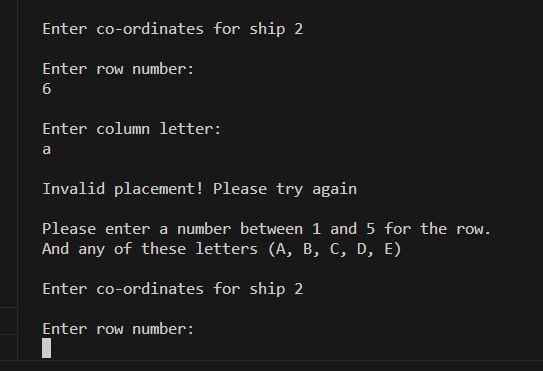 Enter co-ordinates for ship 2
Enter row number:
6
Enter column letter:
a
Invalid placement! Please try again
Please enter a number between 1 and 5 for the row.
And any of these letters (A, B, C, D, E)
Enter co-ordinates for ship 2
Enter row number: